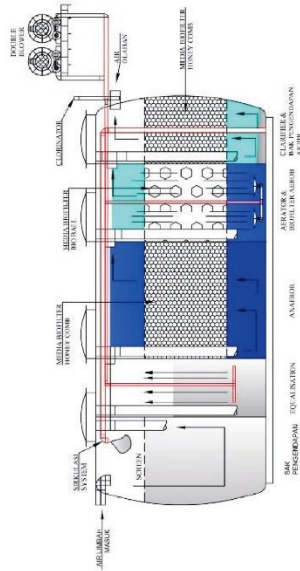 DOUBLE
BLOWER
AIR
OLAHAN
MEDIA BIOFILTER
HONEY COMB
CLORINATOR
MEDIA BIOFILTER
BIOBALL
MEDIA BIOFILTER
HONEY COMB
SIRKULASI
SYSTEM
SCREEN
AIR LIMBAH
MASUK
BAK
PENGENDAPAN
EQUALISATION
ANAEROB
AERATOR &
BIOFILTER AEROB
CLARIFIER &
BAK PENGENDAPAN
AKHIR